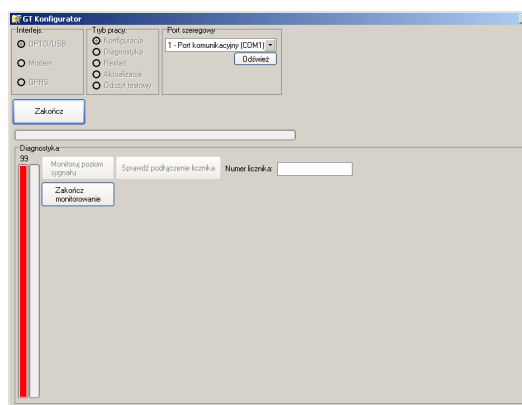 GT Konfigurator
Interfejs:
OPTO/USB
Modem
GPRS
Tryb pracy:
Konfiguracja
Diagnostyka
Restart
Aktualizacja
Odczyt testowy
Port szeregowy
1 - Port komunikacyjny (COM1)
Odśwież
Zakończ
Diagnostyka
99
Monitoruj poziom
sygnału
Sprawdź podłączenie licznika
Numer licznika:
Zakończ
monitorowanie